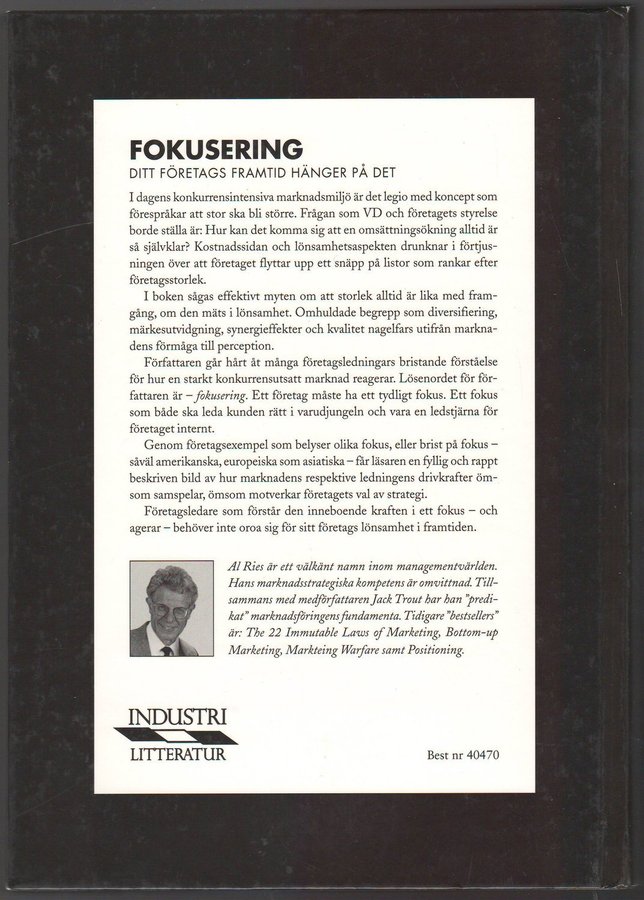 FOKUSERING
DITT FÖRETAGS FRAMTID HÄNGER PÅ DET
I dagens konkurrensintensiva marknadsmiljö är det legio med koncept som
förespråkar att stor ska bli större. Frågan som VD och företagets styrelse
borde ställa är: Hur kan det komma sig att en omsättningsökning alltid är
så självklar? Kostnadssidan och lönsamhetsaspekten drunknar i förtjus-
ningen över att företaget flyttar upp ett snäpp på listor som rankar efter
företagsstorlek.
I boken sågas effektivt myten om att storlek alltid är lika med fram-
gång, om den mäts i lönsamhet. Omhuldade begrepp som diversifiering,
märkesutvidgning, synergieffekter och kvalitet nagelfars utifrån markna-
dens förmåga till perception.
Författaren går hårt åt många företagsledningars bristande förståelse
för hur en starkt konkurrensutsatt marknad reagerar. Lösenordet för för-
fattaren är – fokusering. Ett företag måste ha ett tydligt fokus. Ett fokus
som både ska leda kunden rätt i varudjungeln och vara en ledstjärna för
företaget internt.
Genom företagsexempel som belyser olika fokus, eller brist på fokus –
såväl amerikanska, europeiska som asiatiska – får läsaren en fyllig och rappt
beskriven bild av hur marknadens respektive ledningens drivkrafter öm-
som samspelar, ömsom motverkar företagets val av strategi.
Företagsledare som förstår den inneboende kraften i ett fokus – och
agerar – behöver inte oroa sig för sitt företags lönsamhet i framtiden.
Al Ries är ett välkänt namn inom managementvärlden.
Hans marknadsstrategiska kompetens är omvittnad. Till-
sammans med medförfattaren Jack Trout har han "predi-
kat" marknadsföringens fundamenta. Tidigare "bestsellers"
är: The 22 Immutable Laws of Marketing, Bottom-up
Marketing, Markteing Warfare samt Positioning.
INDUSTRI
LITTERATUR
Best nr 40470